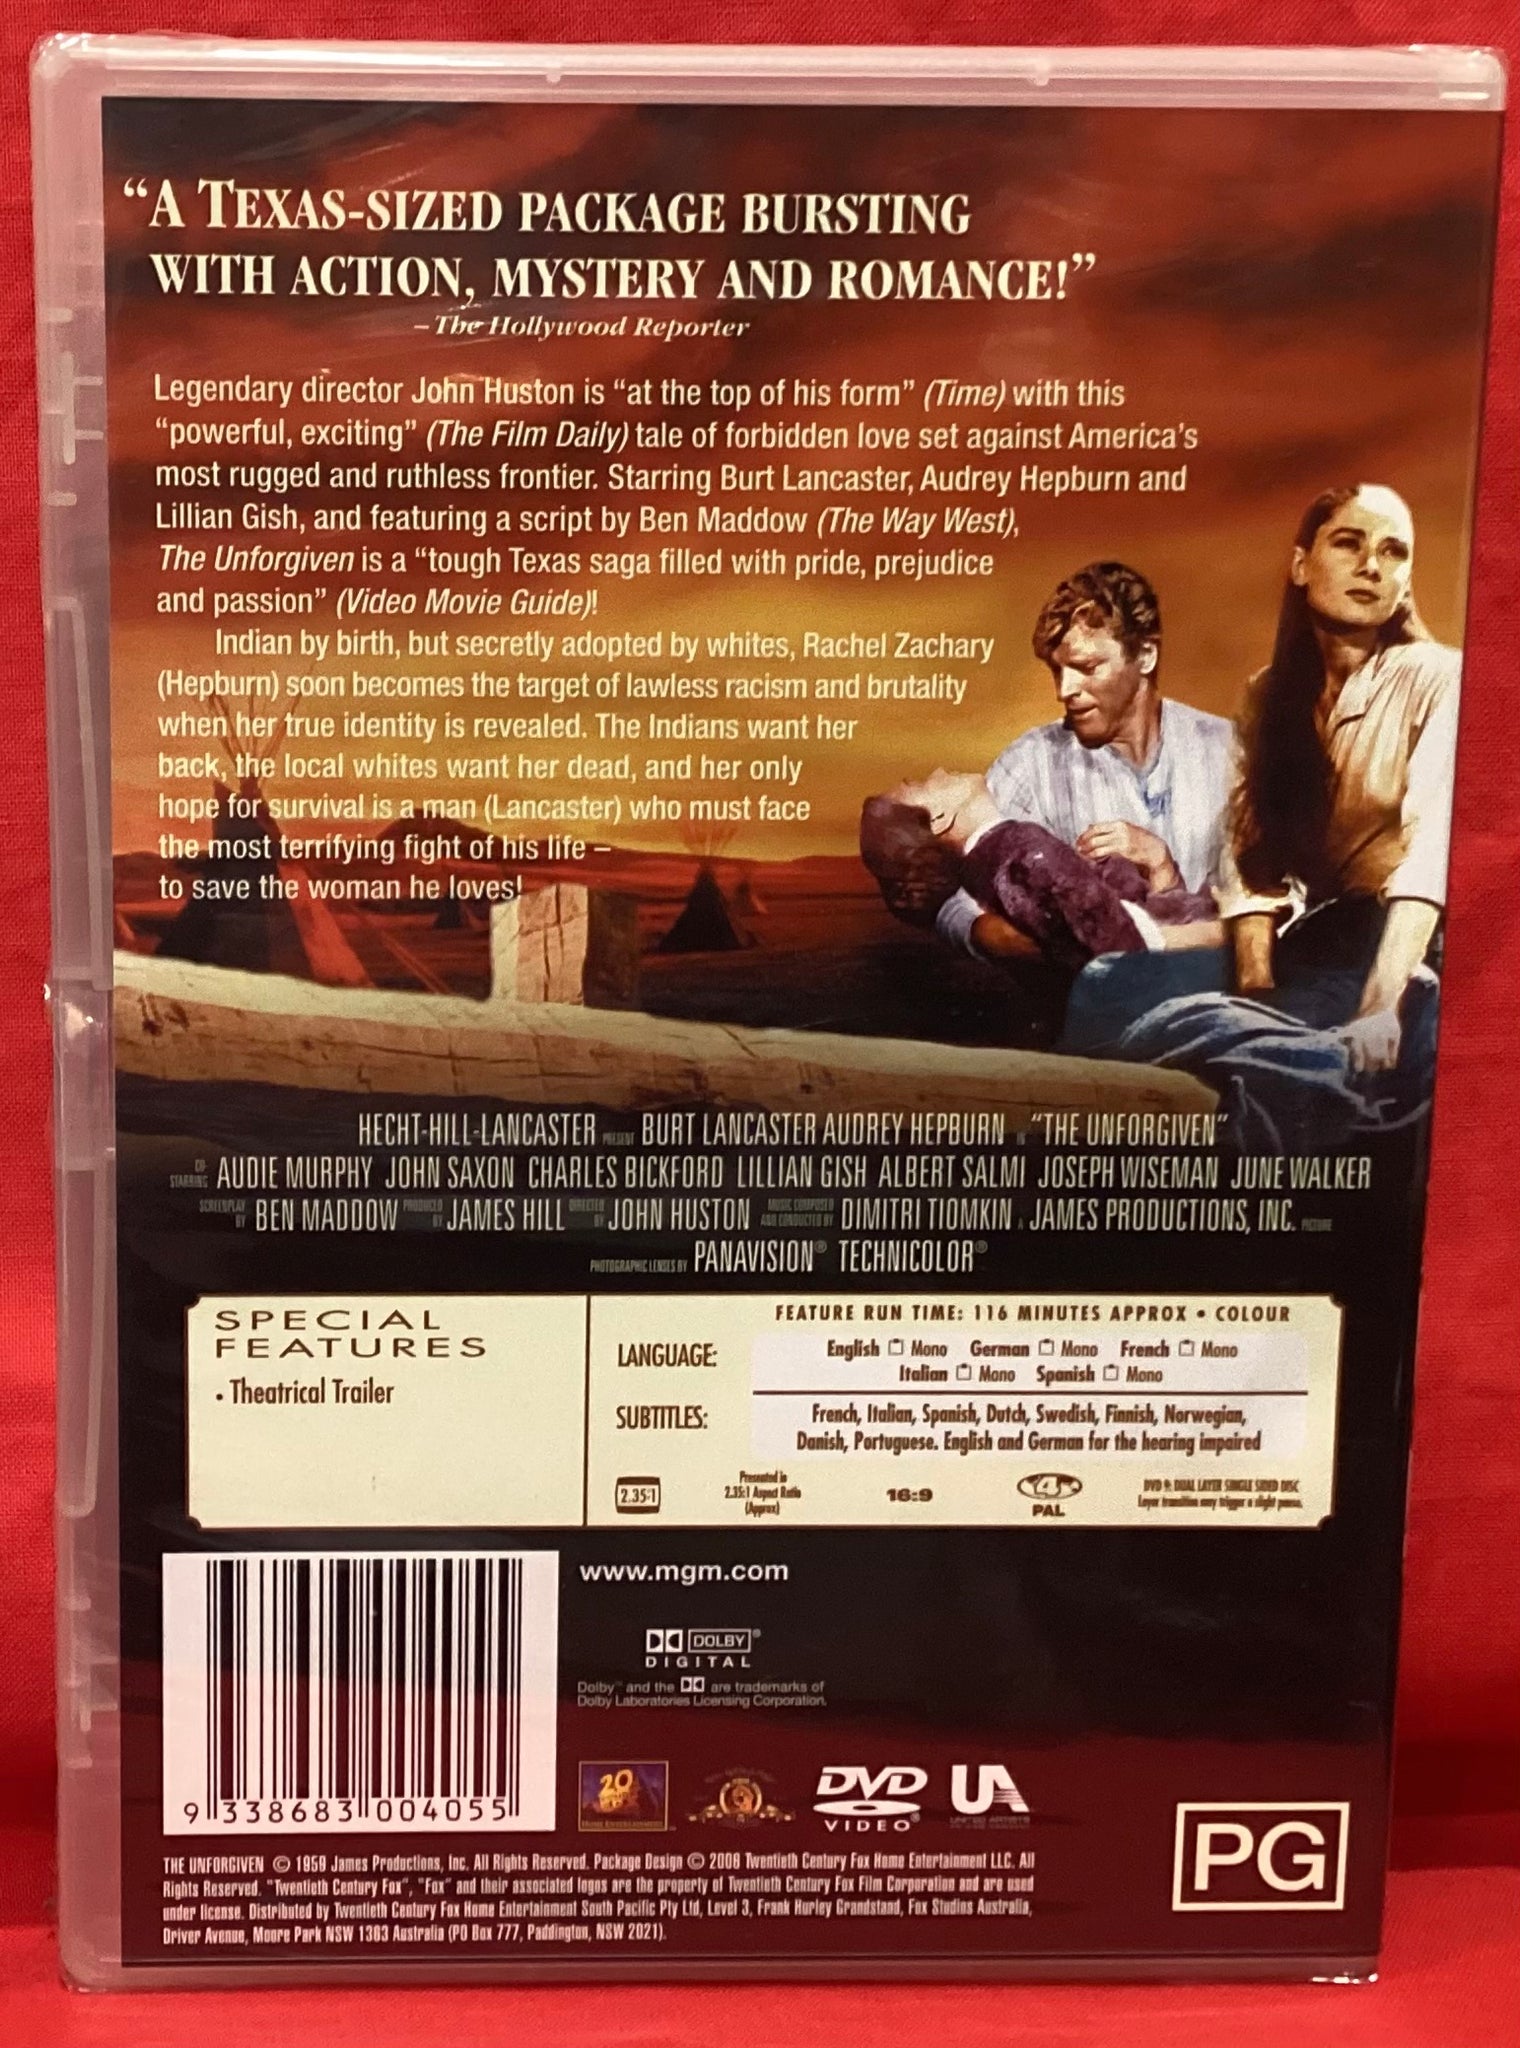 “A TEXAS-SIZED PACKAGE BURSTING
WITH ACTION, MYSTERY AND ROMANCE!”
– The Hollywood Reporter
Legendary director John Huston is “at the top of his form” (Time) with this
“powerful, exciting” (The Film Daily) tale of forbidden love set against America’s
most rugged and ruthless frontier. Starring Burt Lancaster, Audrey Hepburn and
Lillian Gish, and featuring a script by Ben Maddow (The Way West),
The Unforgiven is a “tough Texas saga filled with pride, prejudice
and passion” (Video Movie Guide)!
Indian by birth, but secretly adopted by whites, Rachel Zachary
(Hepburn) soon becomes the target of lawless racism and brutality
when her true identity is revealed. The Indians want her
back, the local whites want her dead, and her only
hope for survival is a man (Lancaster) who must face
the most terrifying fight of his life –
to save the woman he loves!
HECHT-HILL-LANCASTER PRESENT BURT LANCASTER AUDREY HEPBURN IN “THE UNFORGIVEN”
CO-STARRING AUDIE MURPHY JOHN SAXON CHARLES BICKFORD LILLIAN GISH ALBERT SALMI JOSEPH WISEMAN JUNE WALKER
SCREENPLAY BY BEN MADDOW PRODUCED BY JAMES HILL DIRECTED BY JOHN HUSTON MUSIC COMPOSED AND CONDUCTED BY DIMITRI TIOMKIN A JAMES PRODUCTIONS, INC. PICTURE
PHOTOGRAPHIC LENSES BY PANAVISION® TECHNICOLOR®
SPECIAL
FEATURES
• Theatrical Trailer
FEATURE RUN TIME: 116 MINUTES APPROX • COLOUR
LANGUAGE:
English Mono German Mono French Mono
Italian Mono Spanish Mono
SUBTITLES:
French, Italian, Spanish, Dutch, Swedish, Finnish, Norwegian,
Danish, Portuguese. English and German for the hearing impaired
2.35:1
Presented in
2.35:1 Aspect Ratio
(Approx)
16:9
4
PAL
DVD 9: DUAL LAYER SINGLE SIDED DISC
Layer transition may trigger a slight pause.
www.mgm.com
DOLBY®
DIGITAL
Dolby™ and the are trademarks of
Dolby Laboratories Licensing Corporation.
9 338683 004055
20
HOME ENTERTAINMENT
DVD
VIDEO®
UA
UNITED ARTISTS
PG
THE UNFORGIVEN © 1959 James Productions, Inc. All Rights Reserved. Package Design © 2008 Twentieth Century Fox Home Entertainment LLC. All
Rights Reserved. "Twentieth Century Fox", "Fox" and their associated logos are the property of Twentieth Century Fox Film Corporation and are used
under license. Distributed by Twentieth Century Fox Home Entertainment South Pacific Pty Ltd, Level 3, Frank Hurley Grandstand, Fox Studios Australia,
Driver Avenue, Moore Park NSW 1363 Australia (PO Box 777, Paddington, NSW 2021).